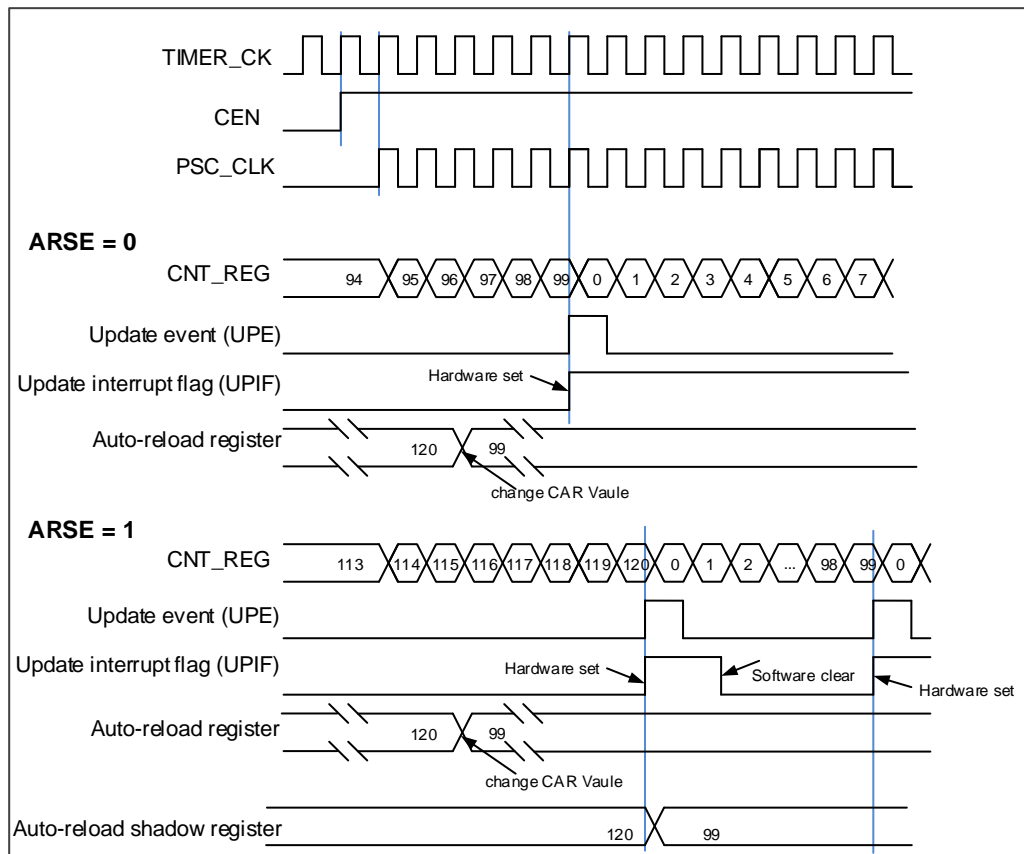 TIMER_CK
CEN
PSC_CLK
ARSE = 0
CNT_REG 94 95 96 97 98 99 0 1 2 3 4 5 6 7
Update event (UPE)
Update interrupt flag (UPIF) Hardware set
Auto-reload register 120 99
change CAR Vaule
ARSE = 1
CNT_REG 113 114 115 116 117 118 119 120 0 1 2 ... 98 99 0
Update event (UPE)
Update interrupt flag (UPIF) Hardware set Software clear Hardware set
Auto-reload register 120 99
change CAR Vaule
Auto-reload shadow register 120 99